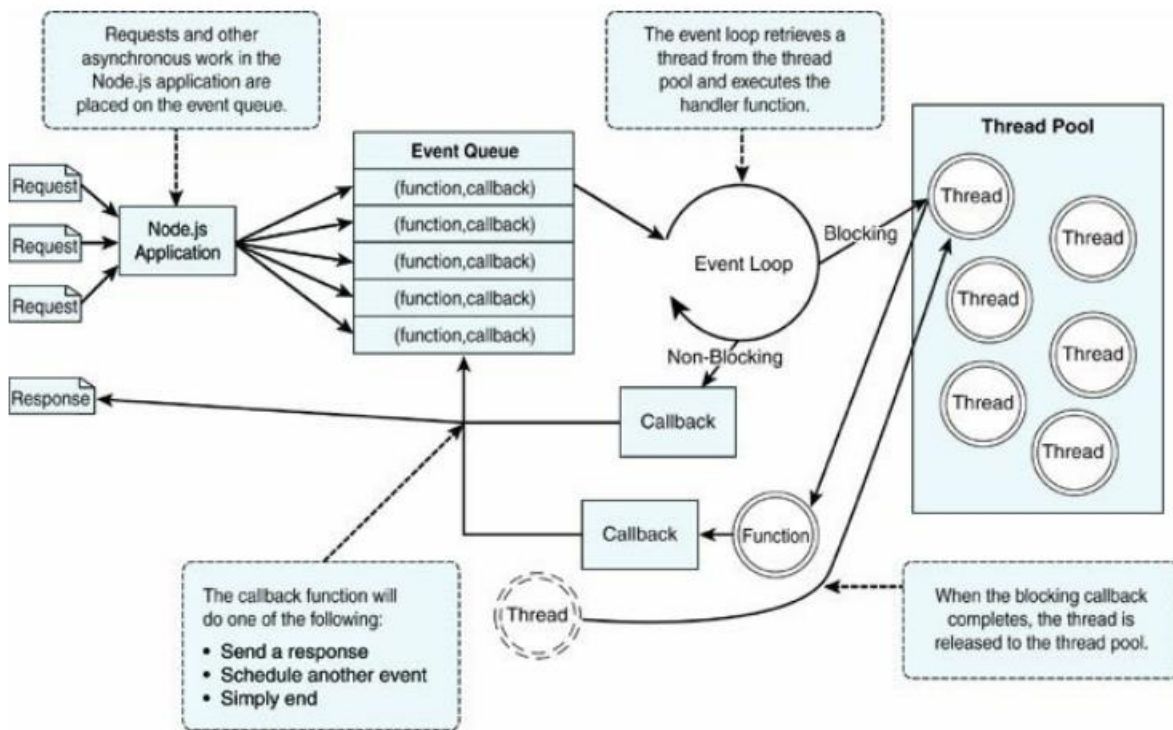 Requests and other
asynchronous work in the
Node.js application are
placed on the event queue.
The event loop retrieves a
thread from the thread
pool and executes the
handler function.
Thread Pool
Event Queue
(function,callback)
(function,callback)
(function,callback)
(function,callback)
(function,callback)
Request
Request
Request
Node.js
Application
Event Loop
Blocking
Thread
Thread
Thread
Thread
Thread
Thread
Non-Blocking
Response
Callback
Callback
Function
Thread
The callback function will
do one of the following:
• Send a response
• Schedule another event
• Simply end
When the blocking callback
completes, the thread is
released to the thread pool.